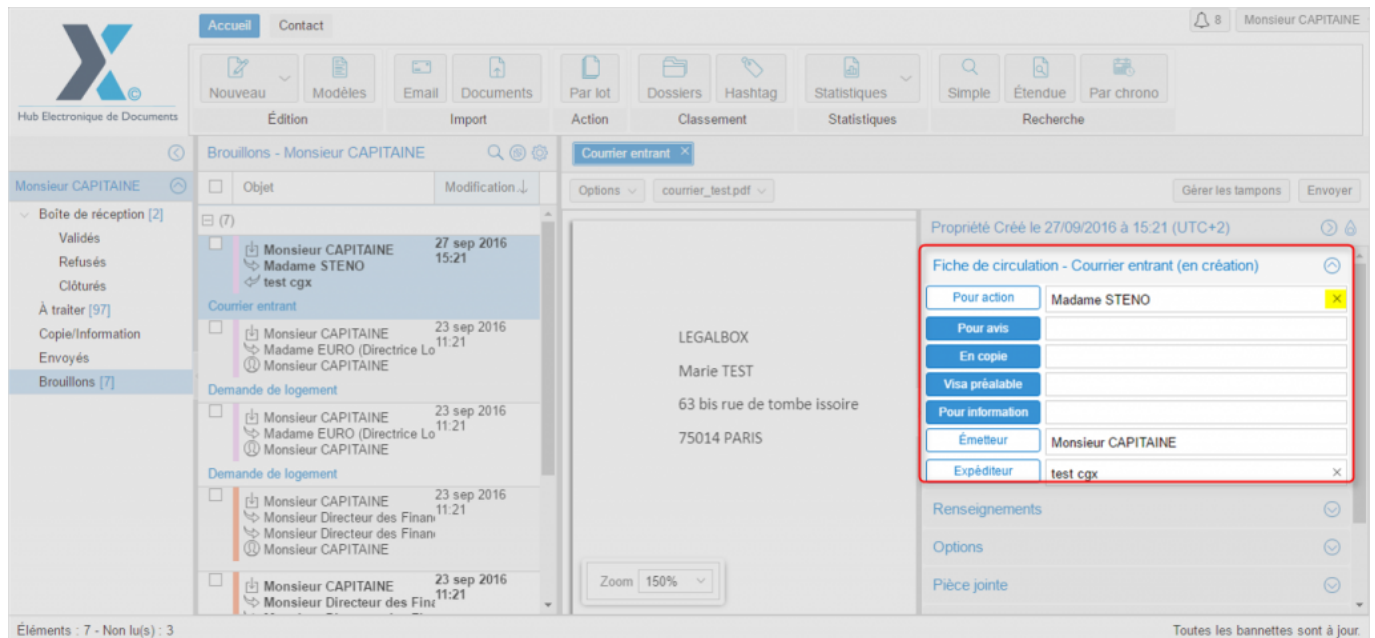 Accueil Contact 8 Monsieur CAPITAINE
Nouveau Modèles Email Documents Par lot Dossiers Hashtag Statistiques Simple Étendue Par chrono
Hub Electronique de Documents
Édition Import Action Classement Statistiques Recherche
Brouillons - Monsieur CAPITAINE
Courrier entrant ×
Monsieur CAPITAINE
Objet Modification
Options courrier_test.pdf Gérer les tampons Envoyer
Boîte de réception [2]
Validés
Refusés
Clôturés
À traiter [97]
Copie/Information
Envoyés
Brouillons [7]
(7)
Monsieur CAPITAINE 27 sep 2016
Madame STENO 15:21
test cgx
Courrier entrant
Monsieur CAPITAINE 23 sep 2016
Madame EURO (Directrice Lo 11:21
Monsieur CAPITAINE
Demande de logement
Monsieur CAPITAINE 23 sep 2016
Madame EURO (Directrice Lo 11:21
Monsieur CAPITAINE
Demande de logement
Monsieur CAPITAINE 23 sep 2016
Monsieur Directeur des Finan 11:21
Monsieur Directeur des Finan
Monsieur CAPITAINE
Monsieur CAPITAINE 23 sep 2016
Monsieur Directeur des Fina 11:21
LEGALBOX
Marie TEST
63 bis rue de tombe issoire
75014 PARIS
Zoom 150%
Propriété Créé le 27/09/2016 à 15:21 (UTC+2)
Fiche de circulation - Courrier entrant (en création)
Pour action Madame STENO ×
Pour avis
En copie
Visa préalable
Pour information
Émetteur Monsieur CAPITAINE
Expéditeur test cgx ×
Renseignements
Options
Pièce jointe
Éléments : 7 - Non lu(s) : 3
Toutes les bannettes sont à jour.